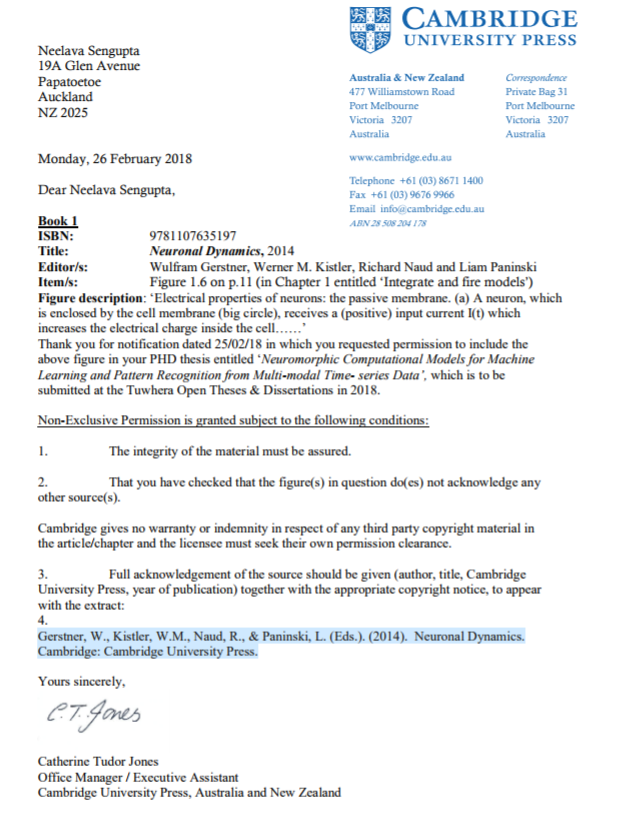 CAMBRIDGE
UNIVERSITY PRESS
Neelava Sengupta
19A Glen Avenue
Papatoetoe
Auckland
NZ 2025
Australia & New Zealand
477 Williamstown Road
Port Melbourne
Victoria 3207
Australia
Correspondence
Private Bag 31
Port Melbourne
Victoria 3207
Australia
www.cambridge.edu.au
Telephone +61 (03) 8671 1400
Fax +61 (03) 9676 9966
Email info@cambridge.edu.au
ABN 28 508 204 178
Monday, 26 February 2018
Dear Neelava Sengupta,
Book 1
ISBN: 9781107635197
Title: Neuronal Dynamics, 2014
Editor/s: Wulfram Gerstner, Werner M. Kistler, Richard Naud and Liam Paninski
Item/s: Figure 1.6 on p.11 (in Chapter 1 entitled ‘Integrate and fire models’)
Figure description: ‘Electrical properties of neurons: the passive membrane. (a) A neuron, which
is enclosed by the cell membrane (big circle), receives a (positive) input current I(t) which
increases the electrical charge inside the cell……’
Thank you for notification dated 25/02/18 in which you requested permission to include the
above figure in your PHD thesis entitled ‘Neuromorphic Computational Models for Machine
Learning and Pattern Recognition from Multi-modal Time- series Data’, which is to be
submitted at the Tuwhera Open Theses & Dissertations in 2018.
Non-Exclusive Permission is granted subject to the following conditions:
1. The integrity of the material must be assured.
2. That you have checked that the figure(s) in question do(es) not acknowledge any
other source(s).
Cambridge gives no warranty or indemnity in respect of any third party copyright material in
the article/chapter and the licensee must seek their own permission clearance.
3. Full acknowledgement of the source should be given (author, title, Cambridge
University Press, year of publication) together with the appropriate copyright notice, to appear
with the extract:
4.
Gerstner, W., Kistler, W.M., Naud, R., & Paninski, L. (Eds.). (2014). Neuronal Dynamics.
Cambridge: Cambridge University Press.
Yours sincerely,
C.T. Jones
Catherine Tudor Jones
Office Manager / Executive Assistant
Cambridge University Press, Australia and New Zealand